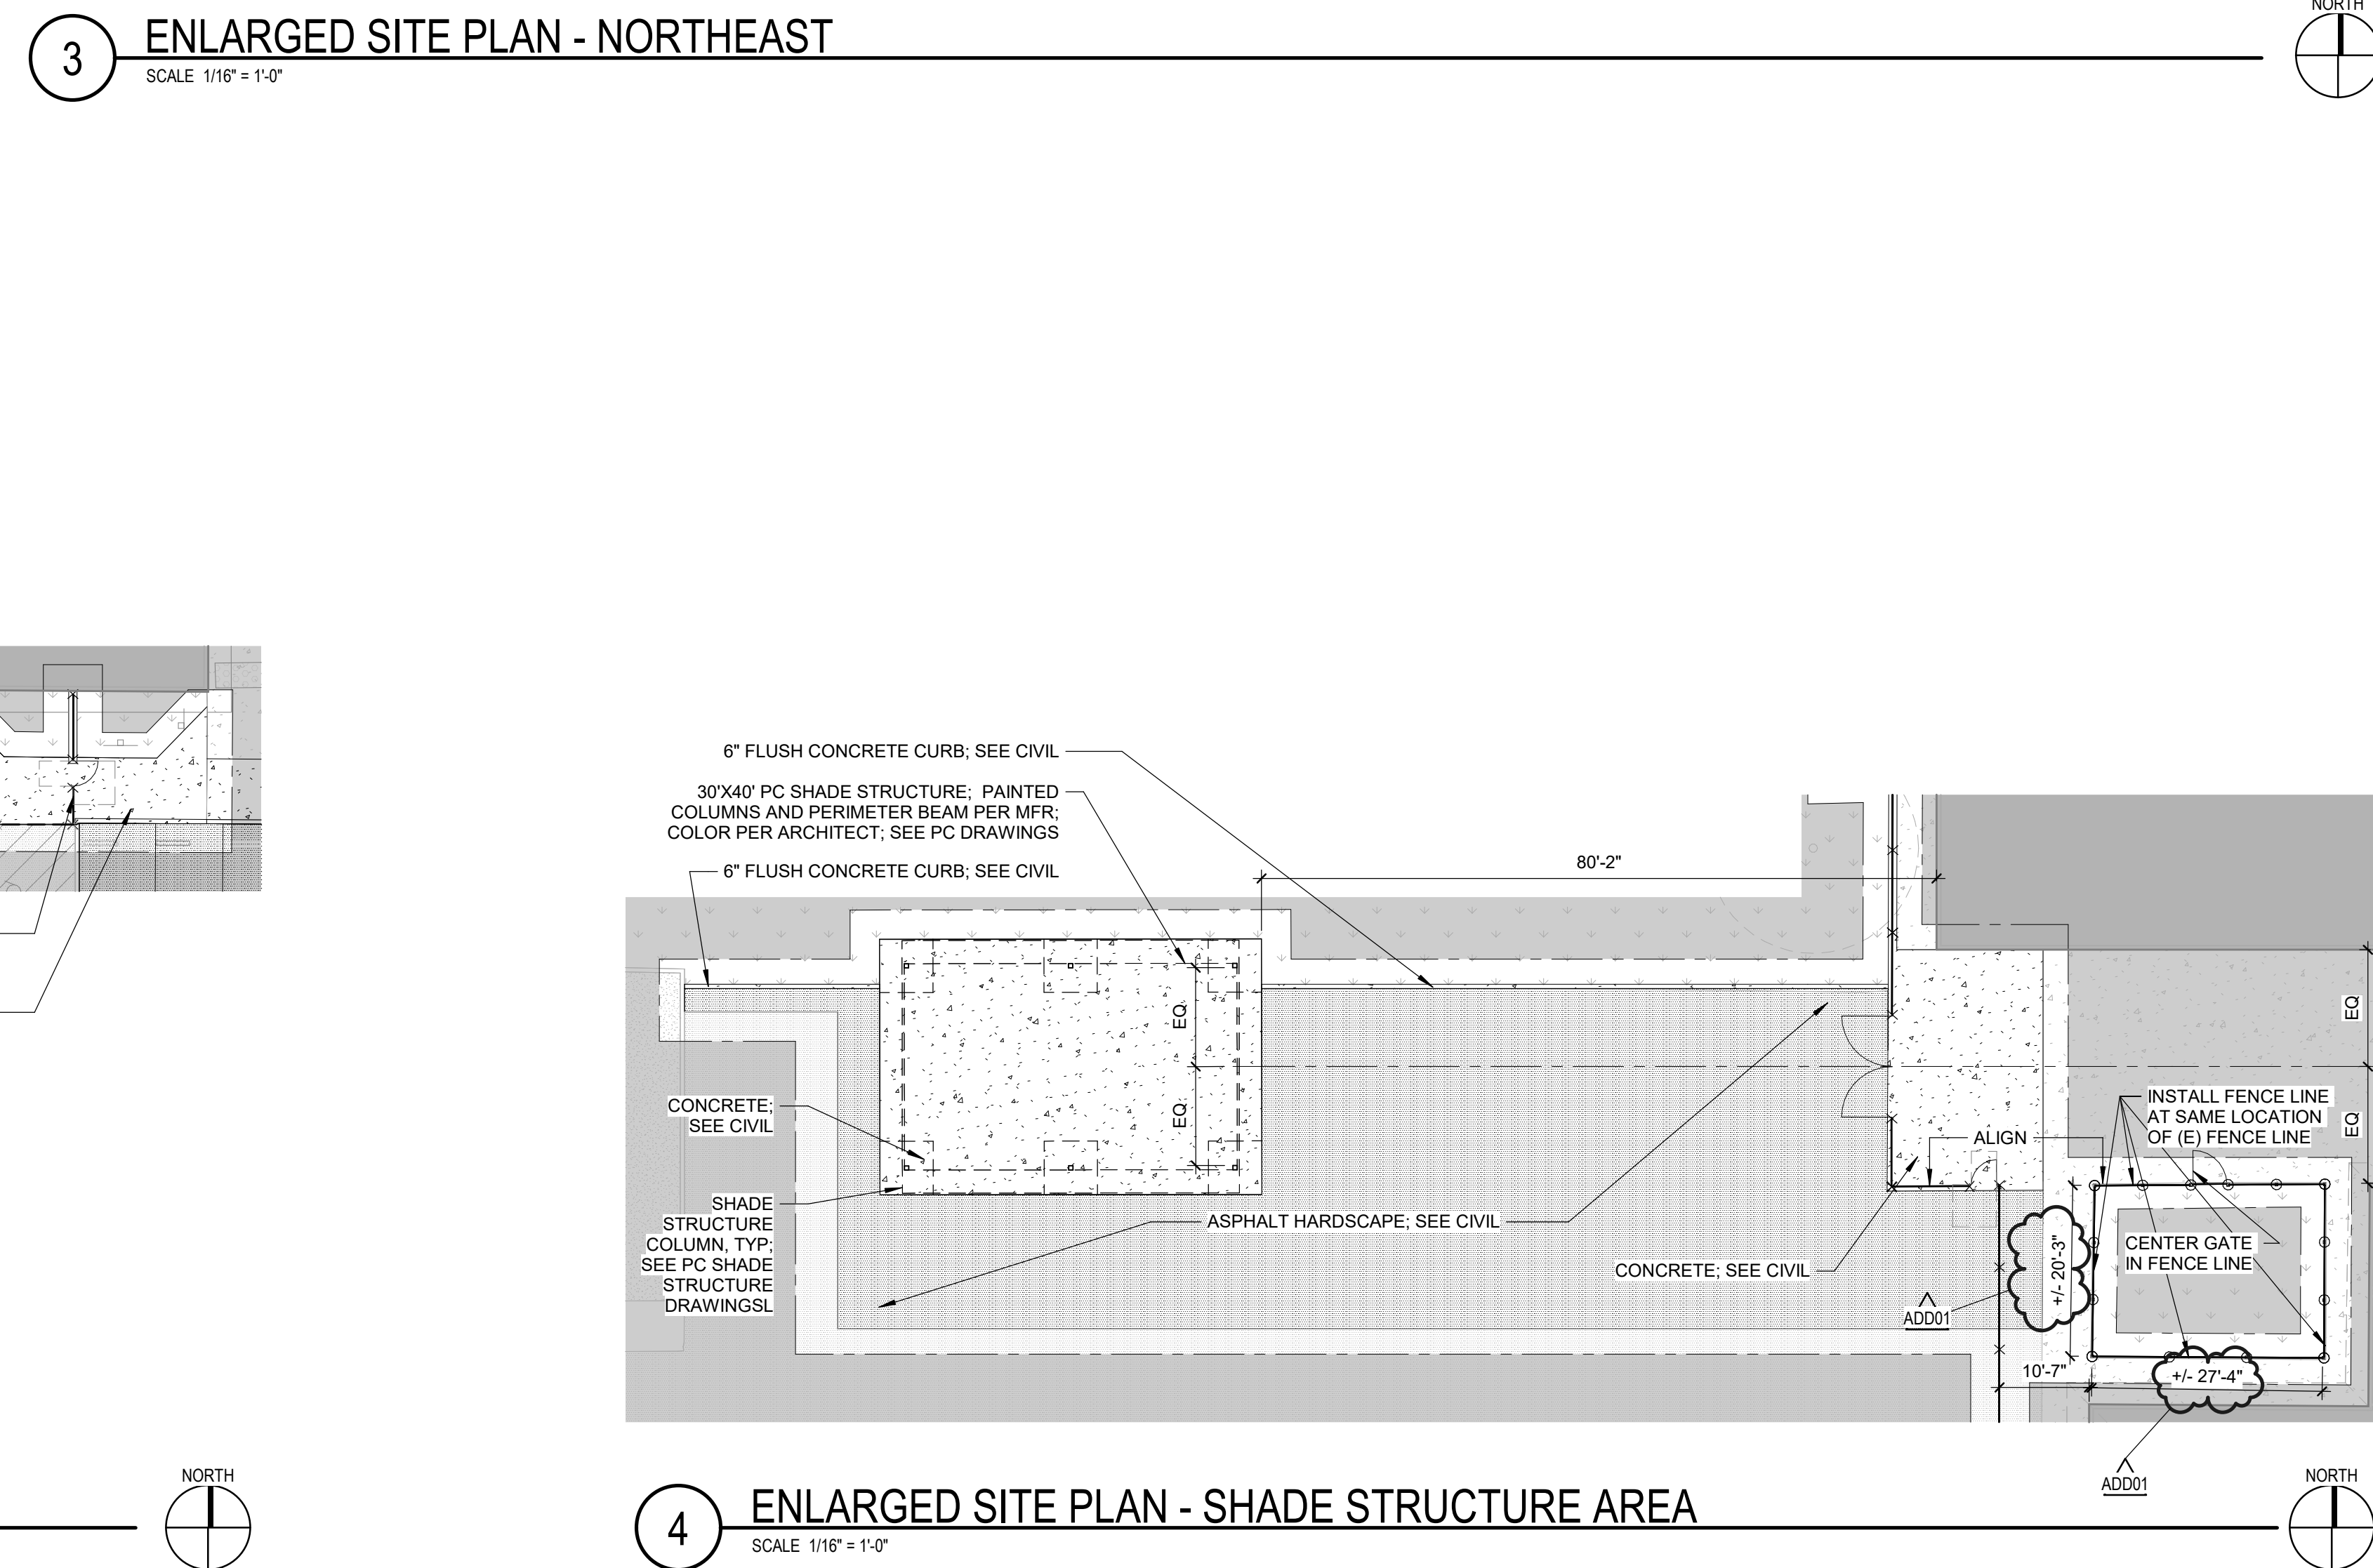 NORTH
3
ENLARGED SITE PLAN - NORTHEAST
SCALE 1/16" = 1'-0"
6" FLUSH CONCRETE CURB; SEE CIVIL
30'X40' PC SHADE STRUCTURE; PAINTED
COLUMNS AND PERIMETER BEAM PER MFR;
COLOR PER ARCHITECT; SEE PC DRAWINGS
6" FLUSH CONCRETE CURB; SEE CIVIL
80'-2"
EQ
EQ
EQ
EQ
CONCRETE;
SEE CIVIL
INSTALL FENCE LINE
AT SAME LOCATION
OF (E) FENCE LINE
ALIGN
SHADE
STRUCTURE
COLUMN, TYP;
SEE PC SHADE
STRUCTURE
DRAWINGSL
ASPHALT HARDSCAPE; SEE CIVIL
CENTER GATE
IN FENCE LINE
CONCRETE; SEE CIVIL
+/- 20'-3"
ADD01
10'-7"
+/- 27'-4"
ADD01
NORTH
4
ENLARGED SITE PLAN - SHADE STRUCTURE AREA
SCALE 1/16" = 1'-0"
NORTH